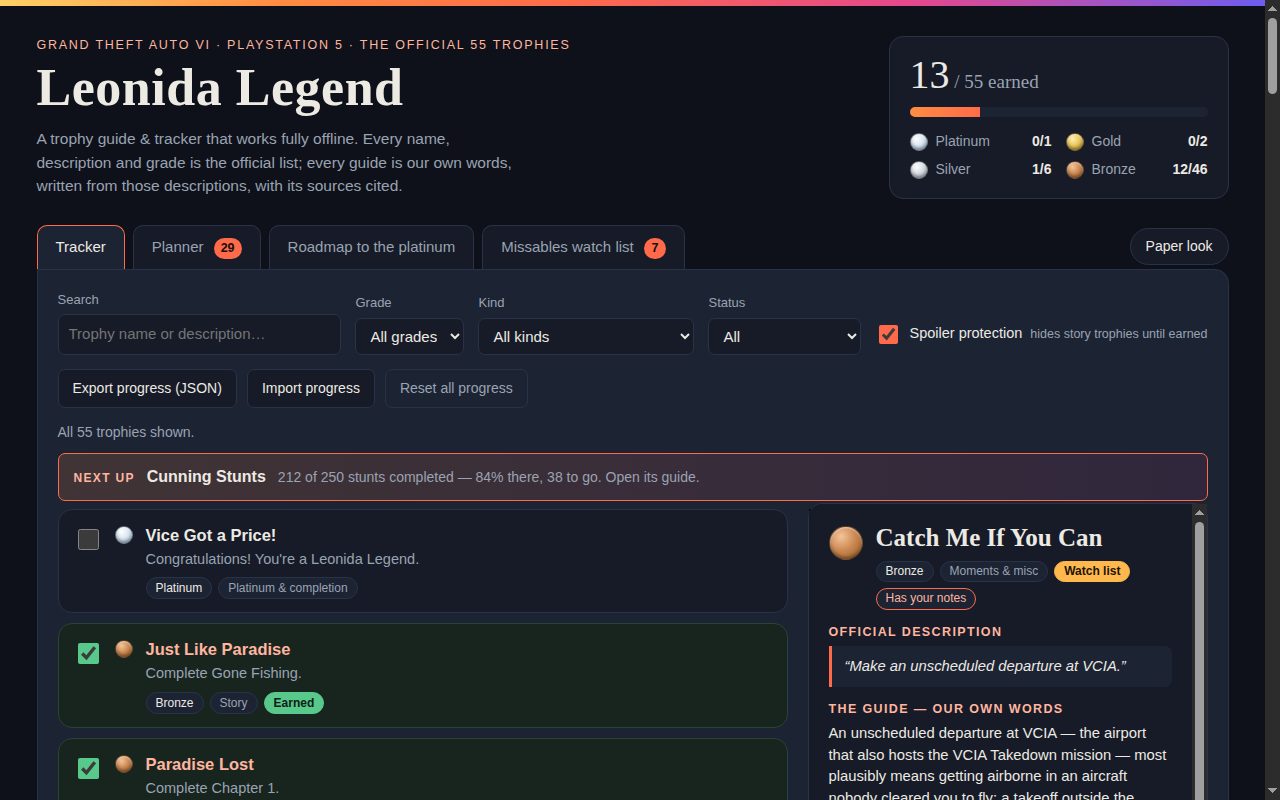 GRAND THEFT AUTO VI · PLAYSTATION 5 · THE OFFICIAL 55 TROPHIES
Leonida Legend
A trophy guide & tracker that works fully offline. Every name,
description and grade is the official list; every guide is our own words,
written from those descriptions, with its sources cited.
13 / 55 earned
Platinum 0/1 Gold 0/2
Silver 1/6 Bronze 12/46
Tracker Planner 29 Roadmap to the platinum Missables watch list 7
Paper look
Search Grade Kind Status
Trophy name or description… All grades All kinds All Spoiler protection hides story trophies until earned
Export progress (JSON) Import progress Reset all progress
All 55 trophies shown.
NEXT UP Cunning Stunts 212 of 250 stunts completed — 84% there, 38 to go. Open its guide.
Vice Got a Price!
Congratulations! You're a Leonida Legend.
Platinum Platinum & completion
Just Like Paradise
Complete Gone Fishing.
Bronze Story Earned
Paradise Lost
Complete Chapter 1.
Catch Me If You Can
Bronze Moments & misc Watch list
Has your notes
OFFICIAL DESCRIPTION
“Make an unscheduled departure at VCIA.”
THE GUIDE — OUR OWN WORDS
An unscheduled departure at VCIA — the airport
that also hosts the VCIA Takedown mission — most
plausibly means getting airborne in an aircraft
nobody cleared you to fly: a takeoff outside the